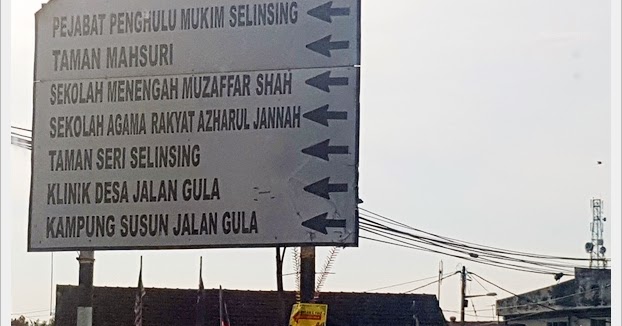 PEJABAT PENGHULU MUKIM SELINSING
TAMAN MAHSURI
SEKOLAH MENENGAH MUZAFFAR SHAH
SEKOLAH AGAMA RAKYAT AZHARUL JANNAH
TAMAN SERI SELINSING
KLINIK DESA JALAN GULA
KAMPUNG SUSUN JALAN GULA